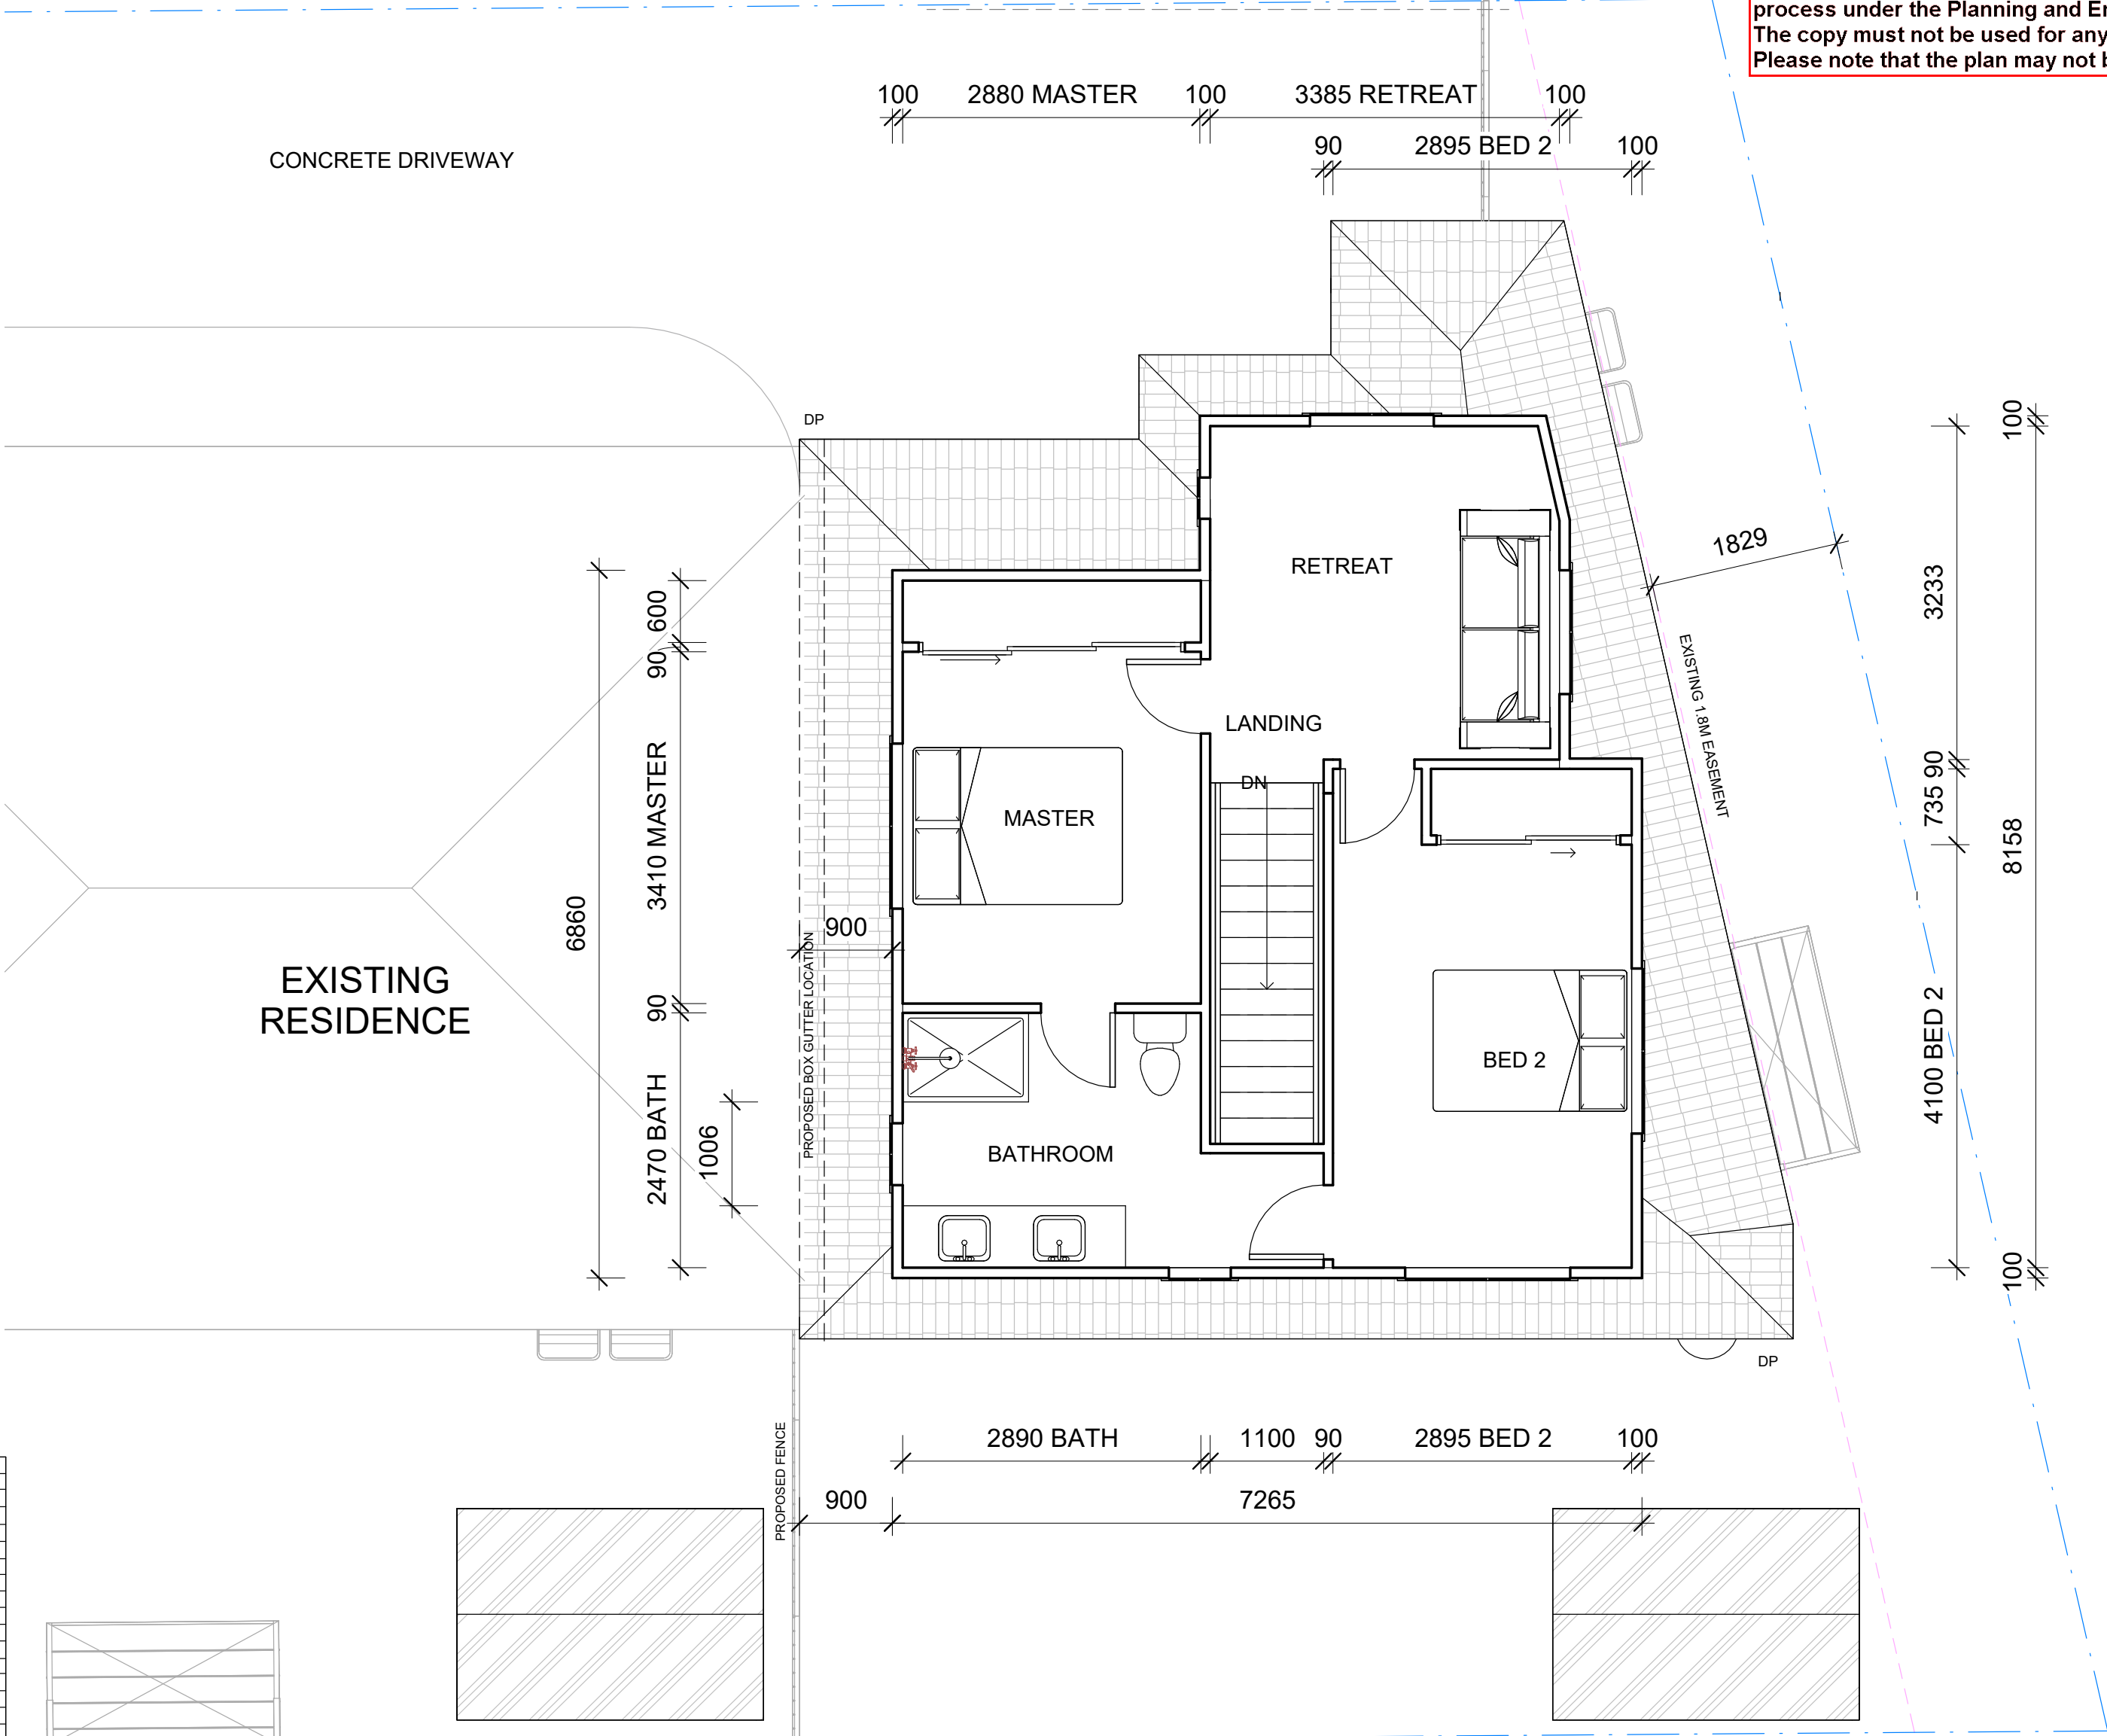 process under the Planning and En
The copy must not be used for any
Please note that the plan may not b
100 2880 MASTER 100 3385 RETREAT 100
90 2895 BED 2 100
CONCRETE DRIVEWAY
DP
100
RETREAT
1829
3233
600
90
EXISTING 1.8M EASEMENT
LANDING
DN
MASTER
3410 MASTER
735 90
8158
6860
900
PROPOSED BOX GUTTER LOCATION
EXISTING
RESIDENCE
90
BED 2
4100 BED 2
2470 BATH
1006
BATHROOM
100
DP
PROPOSED FENCE
2890 BATH 1100 90 2895 BED 2 100
900 7265